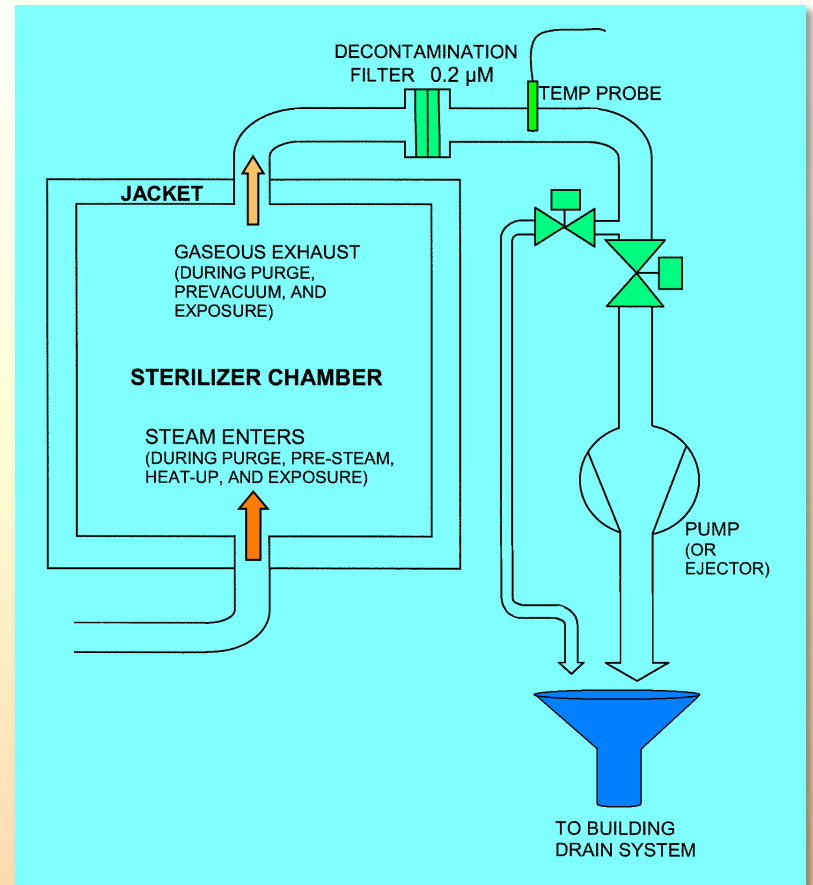 DECONTAMINATION
FILTER 0.2 µM
TEMP PROBE
JACKET
GASEOUS EXHAUST
(DURING PURGE,
PREVACUUM, AND
EXPOSURE)
STERILIZER CHAMBER
STEAM ENTERS
(DURING PURGE, PRE-STEAM,
HEAT-UP, AND EXPOSURE)
PUMP
(OR
EJECTOR)
TO BUILDING
DRAIN SYSTEM